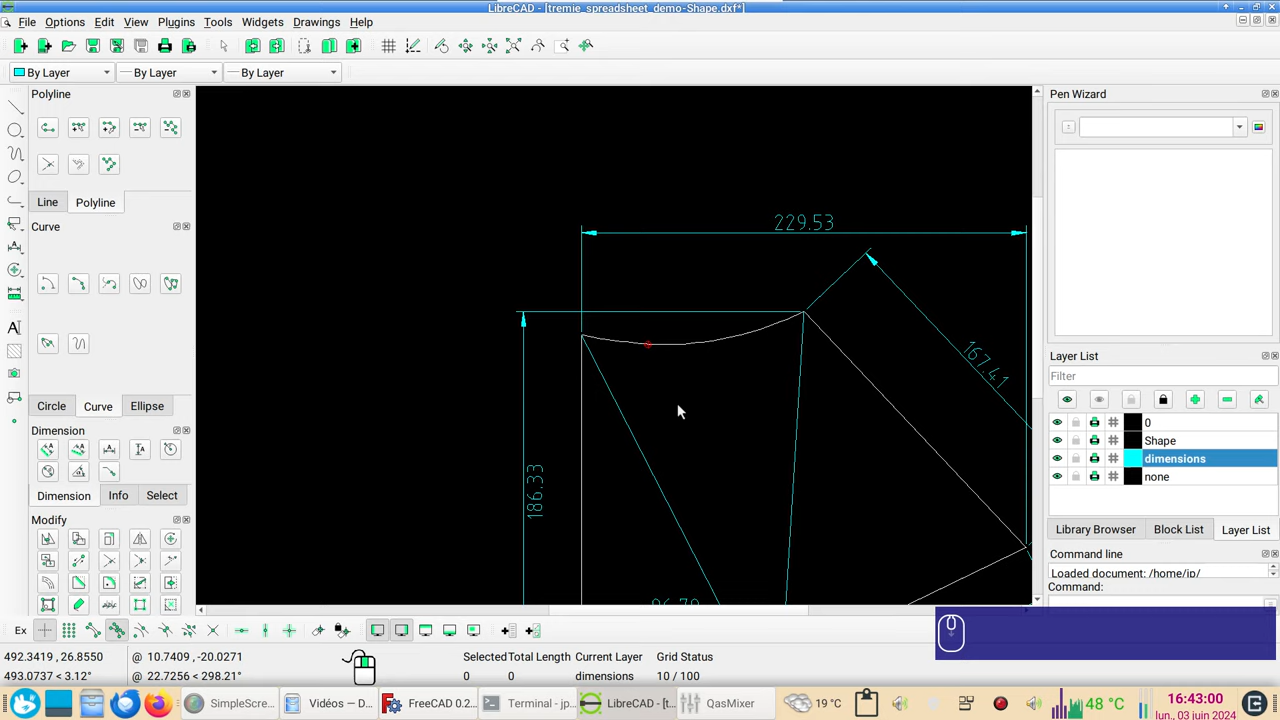 LibreCAD - [tremie_spreadsheet_demo-Shape.dxf*]
File Options Edit View Plugins Tools Widgets Drawings Help
By Layer By Layer By Layer
Polyline
Line Polyline
Curve
Circle Curve Ellipse
Dimension
Dimension Info Select
Modify
229.53
167.41
186.33
Pen Wizard
Layer List
Filter
0
Shape
dimensions
none
Library Browser Block List Layer List
Command line
Loaded document: /home/jp/
Command:
Ex
492.3419, 26.8550 @ 10.7409, -20.0271 Selected Total Length Current Layer Grid Status
493.0737 < 3.12° @ 22.7256 < 298.21° 0 0 dimensions 10 / 100
SimpleScre... Vidéos — D... FreeCAD 0.2... Terminal - jp... LibreCAD - [t... QasMixer 19 °C 48 °C 16:43:00
lun., 03 juin 2024